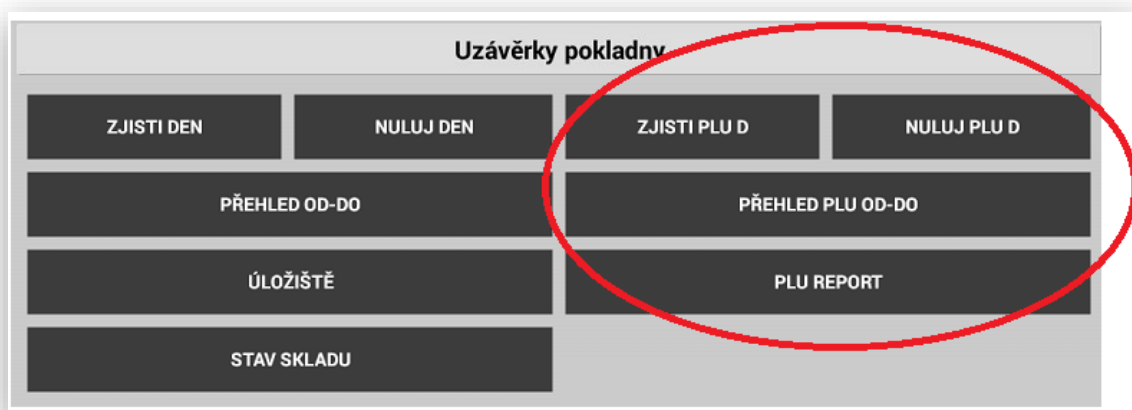 Uzávěrky pokladny
ZJISTI DEN NULUJ DEN ZJISTI PLU D NULUJ PLU D
PŘEHLED OD-DO PŘEHLED PLU OD-DO
ÚLOŽIŠTĚ PLU REPORT
STAV SKLADU